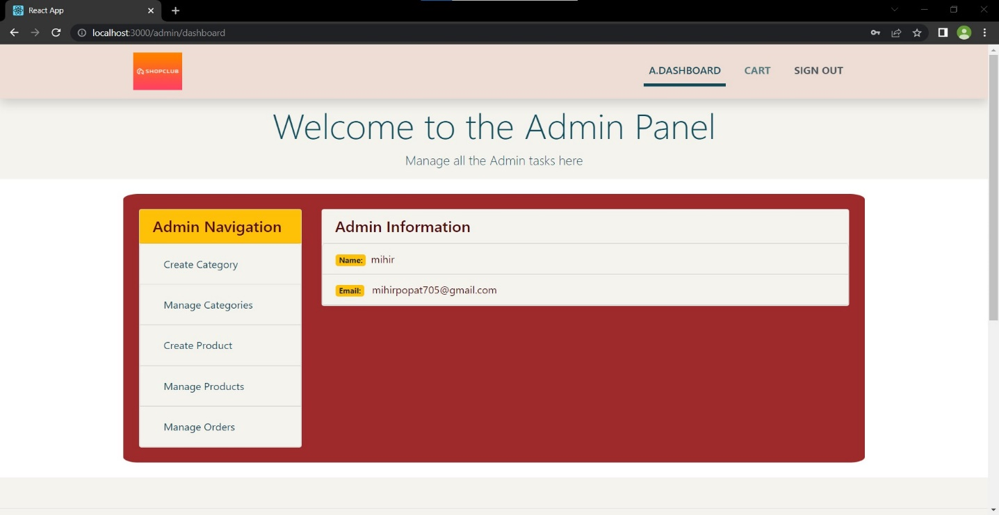 React App
localhost:3000/admin/dashboard
SHOPCLUB
A.DASHBOARD CART SIGN OUT
Welcome to the Admin Panel
Manage all the Admin tasks here
Admin Navigation
Create Category
Manage Categories
Create Product
Manage Products
Manage Orders
Admin Information
Name: mihir
Email: mihirpopat705@gmail.com